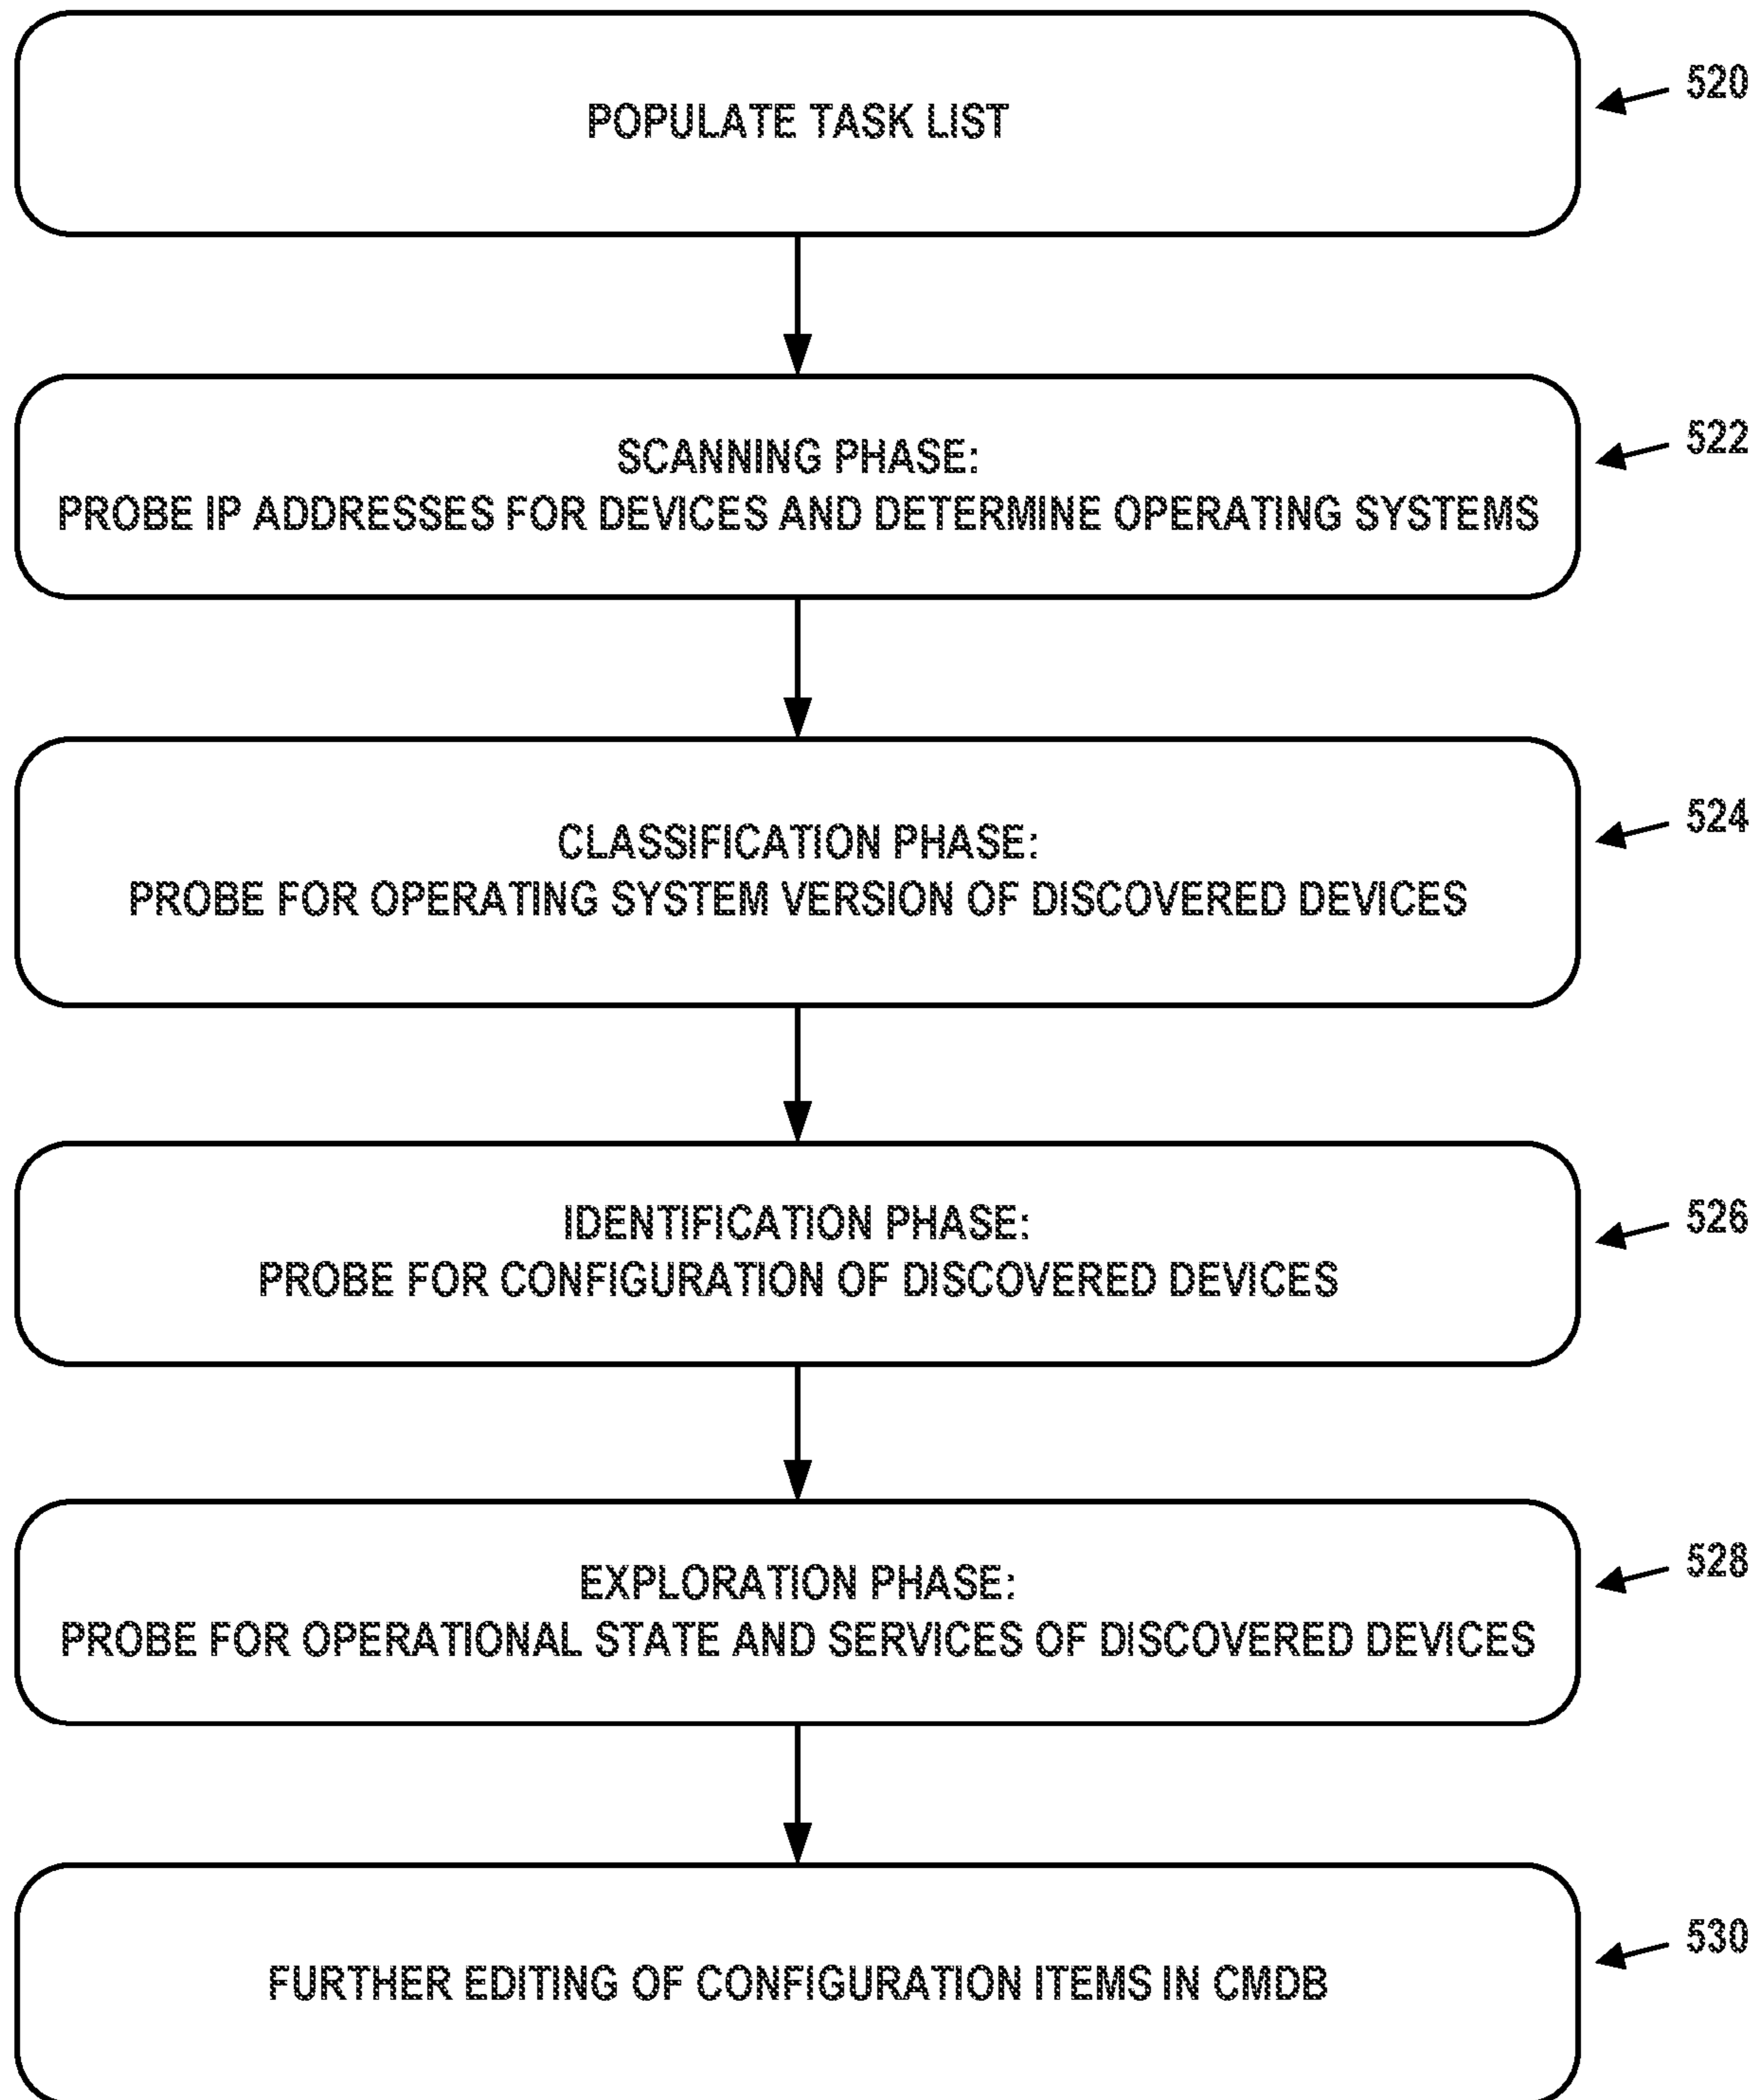 POPULATE TASK LIST
520
SCANNING PHASE:
PROBE IP ADDRESSES FOR DEVICES AND DETERMINE OPERATING SYSTEMS
522
CLASSIFICATION PHASE:
PROBE FOR OPERATING SYSTEM VERSION OF DISCOVERED DEVICES
524
IDENTIFICATION PHASE:
PROBE FOR CONFIGURATION OF DISCOVERED DEVICES
526
EXPLORATION PHASE:
PROBE FOR OPERATIONAL STATE AND SERVICES OF DISCOVERED DEVICES
528
FURTHER EDITING OF CONFIGURATION ITEMS IN CMDB
530